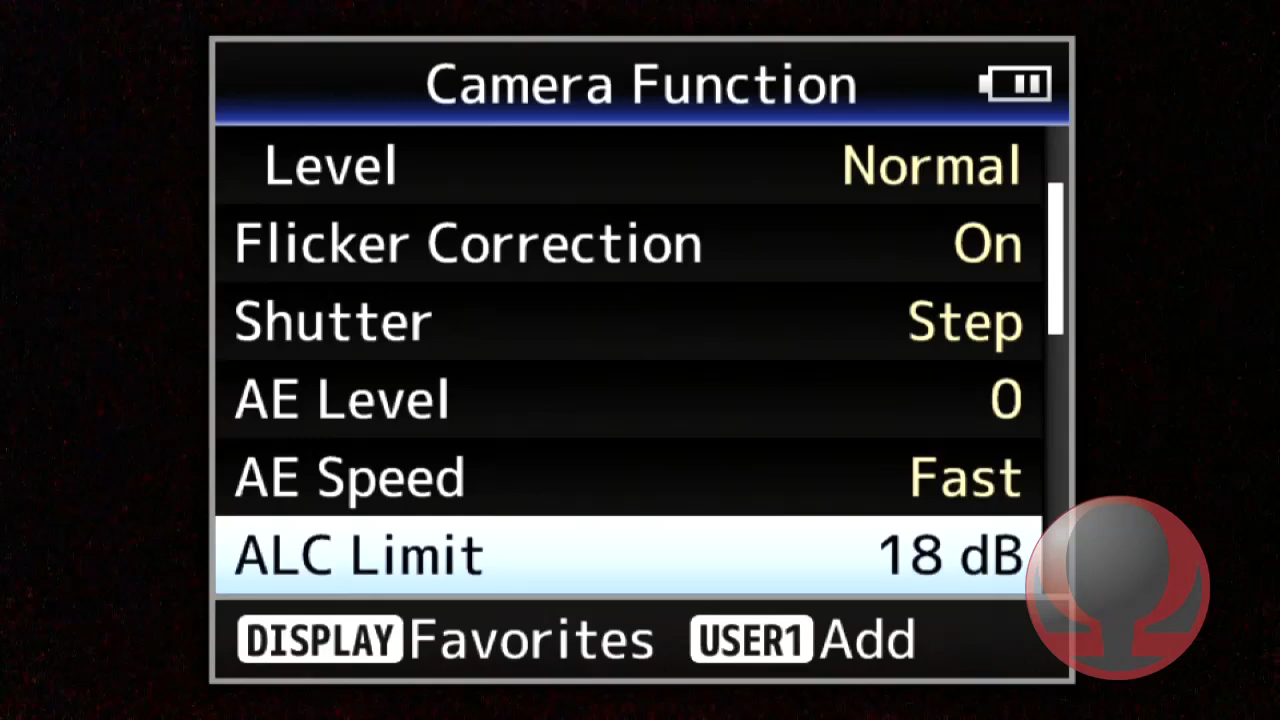 Camera Function
Level Normal
Flicker Correction On
Shutter Step
AE Level 0
AE Speed Fast
ALC Limit 18 dB
DISPLAY Favorites USER1 Add